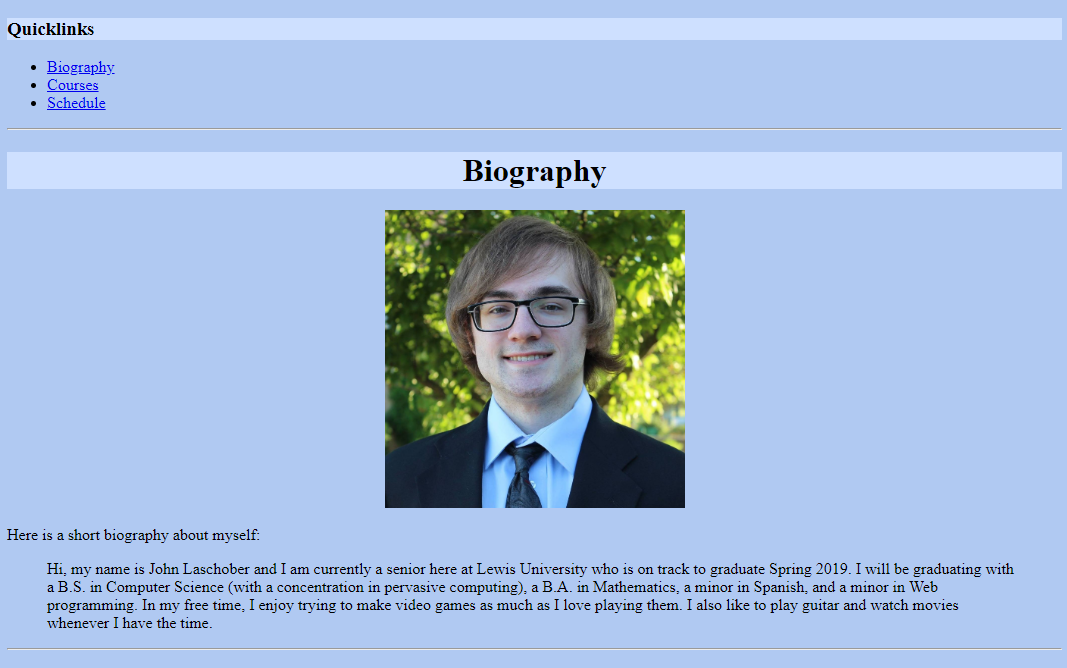 Quicklinks
Biography
Courses
Schedule
Biography
Here is a short biography about myself:
Hi, my name is John Laschober and I am currently a senior here at Lewis University who is on track to graduate Spring 2019. I will be graduating with
a B.S. in Computer Science (with a concentration in pervasive computing), a B.A. in Mathematics, a minor in Spanish, and a minor in Web
programming. In my free time, I enjoy trying to make video games as much as I love playing them. I also like to play guitar and watch movies
whenever I have the time.